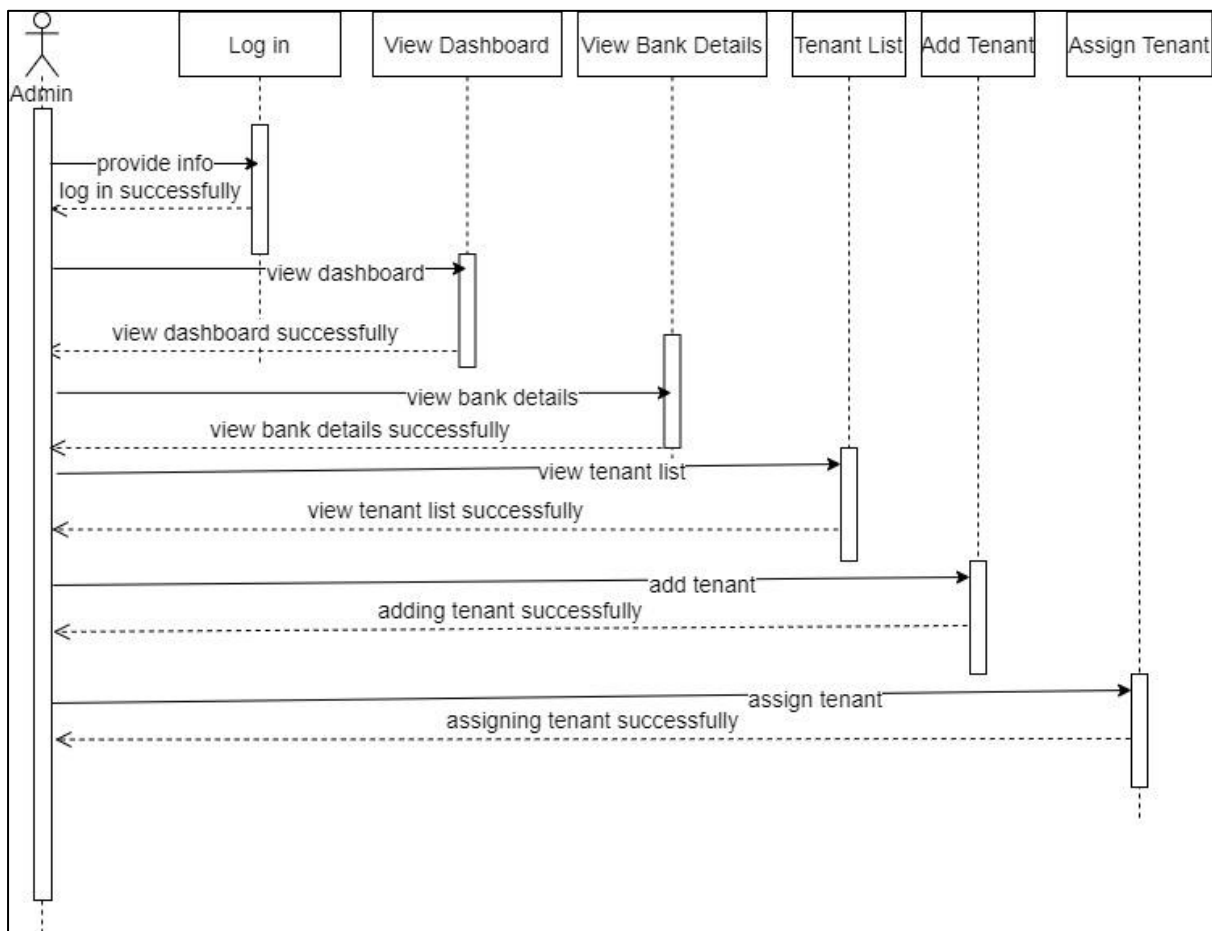 Log in
View Dashboard
View Bank Details
Tenant List
Add Tenant
Assign Tenant
Admin
provide info
log in successfully
view dashboard
view dashboard successfully
view bank details
view bank details successfully
view tenant list
view tenant list successfully
add tenant
adding tenant successfully
assign tenant
assigning tenant successfully